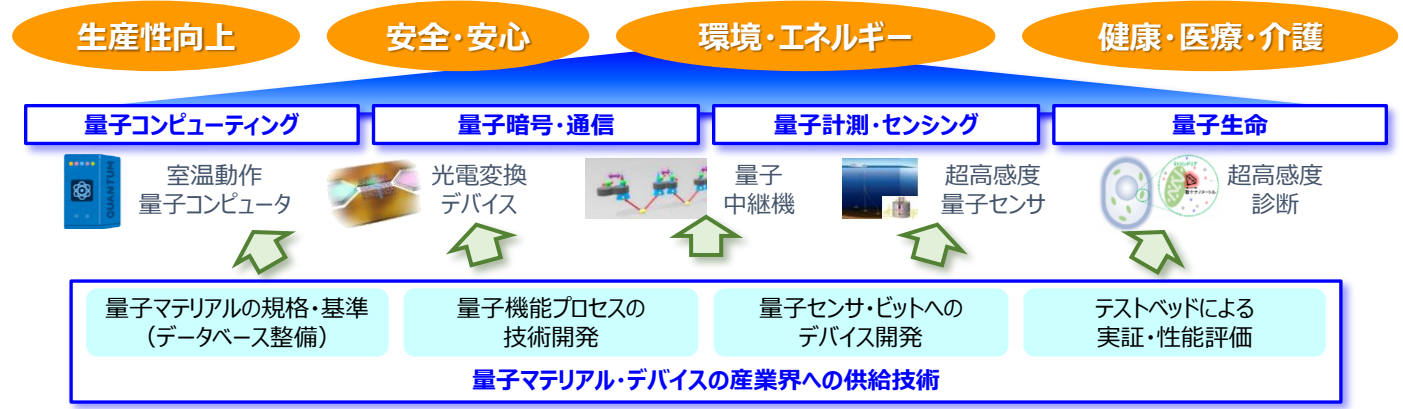 生産性向上
安全・安心
環境・エネルギー
健康・医療・介護
量子コンピューティング
量子暗号・通信
量子計測・センシング
量子生命
QUANTUM
室温動作
量子コンピュータ
光電変換
デバイス
量子
中継機
超高感度
量子センサ
超高感度
診断
量子マテリアルの規格・基準
（データベース整備）
量子機能プロセスの
技術開発
量子センサ・ビットへの
デバイス開発
テストベッドによる
実証・性能評価
量子マテリアル・デバイスの産業界への供給技術